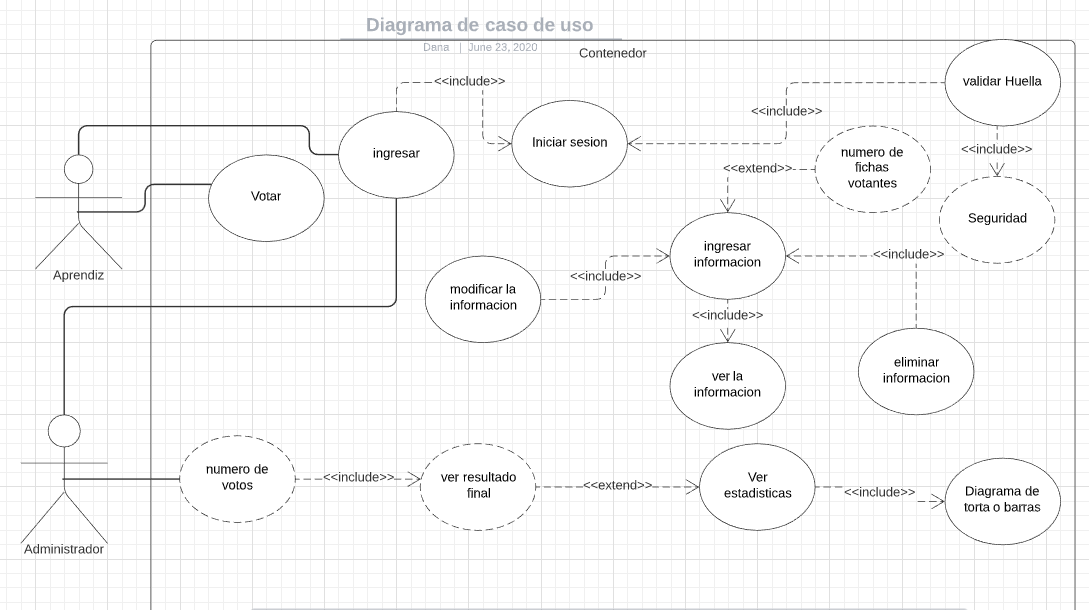 Diagrama de caso de uso
Dana | June 23, 2020
Contenedor
validar Huella
<<include>>
<<include>>
ingresar
Iniciar sesion
numero de
fichas
votantes
<<include>>
<<extend>>
Votar
Seguridad
Aprendiz
ingresar
informacion
<<include>>
<<include>>
modificar la
informacion
<<include>>
ver la
informacion
eliminar
informacion
numero de
votos
<<include>>
ver resultado
final
<<extend>>
Ver
estadisticas
<<include>>
Diagrama de
torta o barras
Administrador